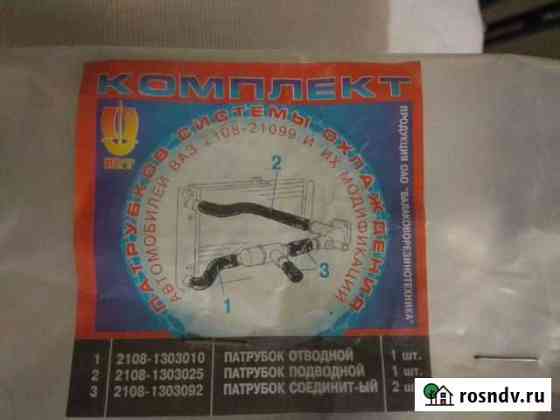 КОМПЛЕКТ
ПАТРУБКОВ СИСТЕМЫ ОХЛАЖДЕНИЯ
АВТОМОБИЛЕЙ ВАЗ 2108-21099 И ИХ МОДИФИКАЦИЙ
ПРОДУКЦИЯ ОАО "БАЛАКОВОРЕЗИНОТЕХНИКА"
2
3
1
1 2108-1303010 ПАТРУБОК ОТВОДНОЙ 1 шт.
2 2108-1303025 ПАТРУБОК ПОДВОДНОЙ 1 шт.
3 2108-1303092 ПАТРУБОК СОЕДИНИТ-ЫЙ 2
rosndv.ru